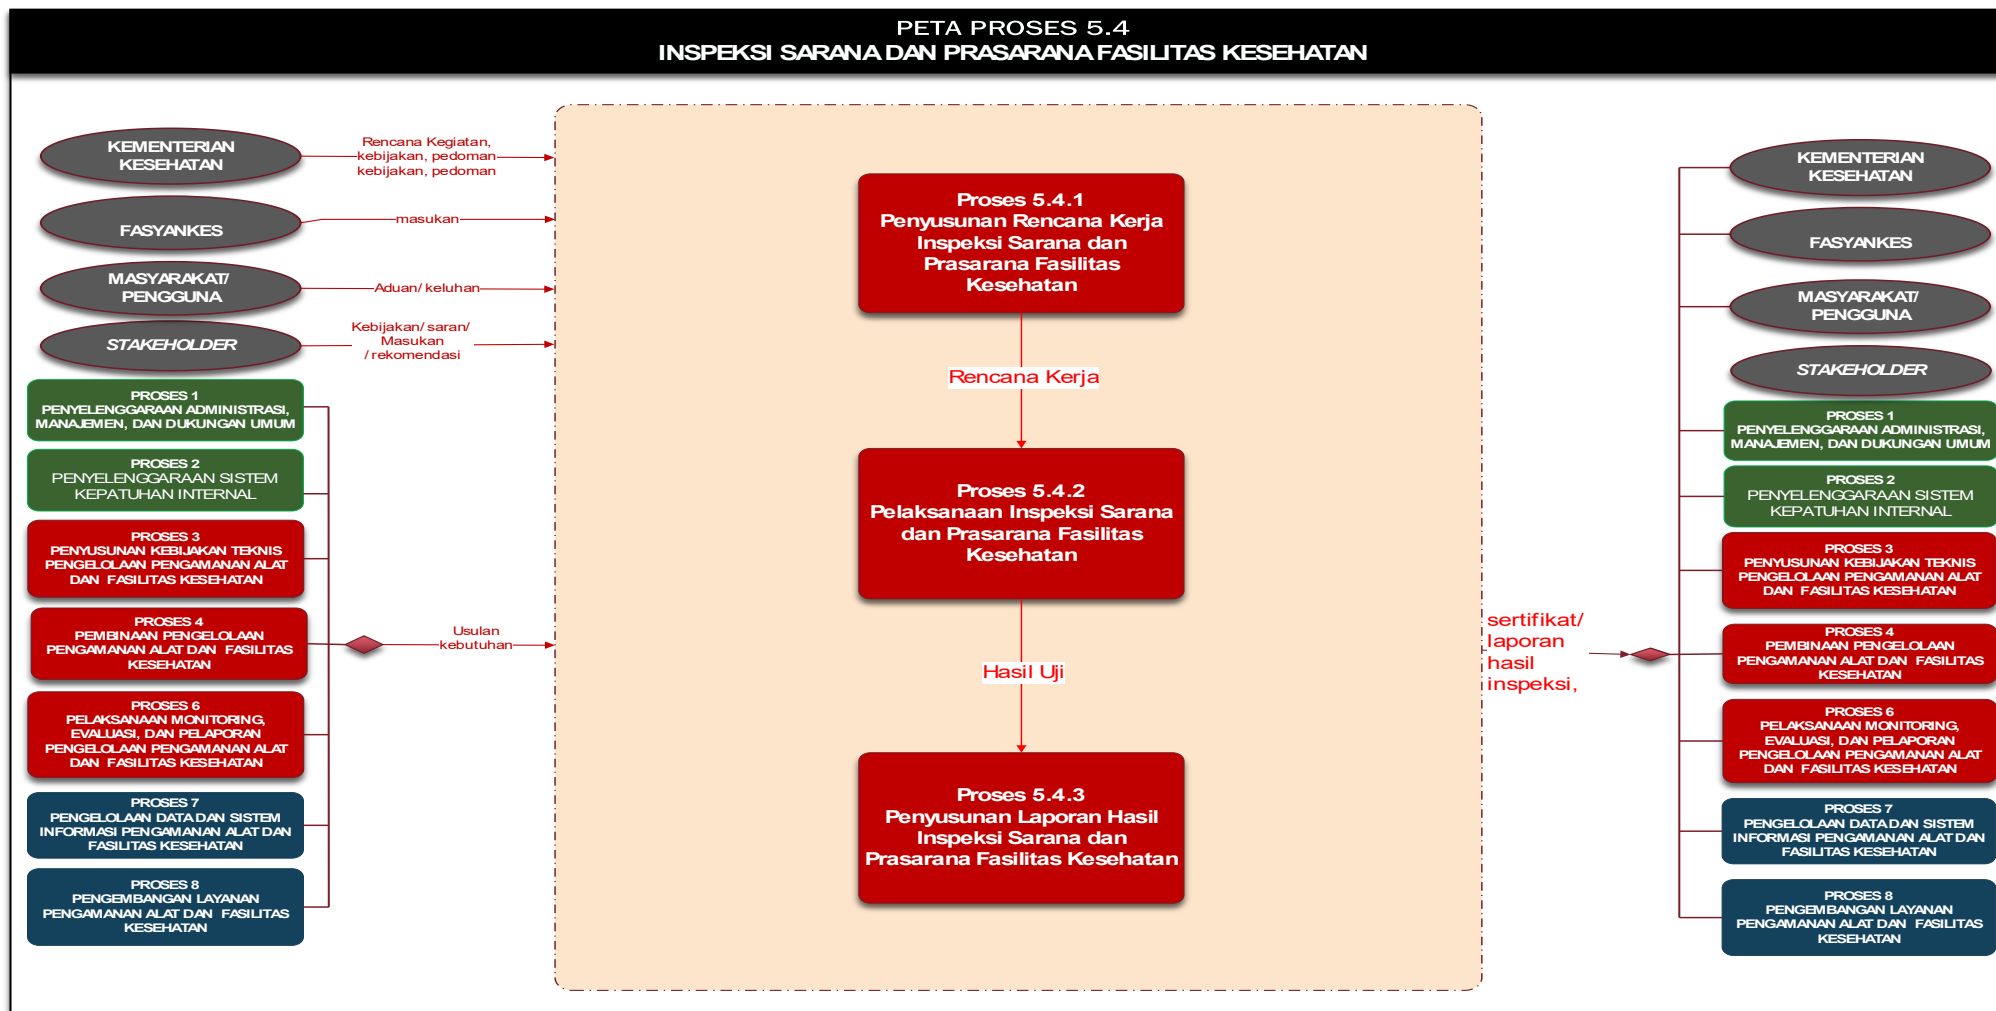 PETA PROSES 5.4
INSPEKSI SARANA DAN PRASARANA FASILITAS KESEHATAN
KEMENTERIAN
KESEHATAN
Rencana Kegiatan,
kebijakan, pedoman
kebijakan, pedoman
FASYANKES
masukan
MASYARAKAT/
PENGGUNA
Aduan/ keluhan
STAKEHOLDER
Kebijakan/ saran/
Masukan
/ rekomendasi
PROSES 1
PENYELENGGARAAN ADMINISTRASI,
MANAJEMEN, DAN DUKUNGAN UMUM
PROSES 2
PENYELENGGARAAN SISTEM
KEPATUHAN INTERNAL
PROSES 3
PENYUSUNAN KEBIJAKAN TEKNIS
PENGELOLAAN PENGAMANAN ALAT
DAN FASILITAS KESEHATAN
PROSES 4
PEMBINAAN PENGELOLAAN
PENGAMANAN ALAT DAN FASILITAS
KESEHATAN
PROSES 6
PELAKSANAAN MONITORING,
EVALUASI, DAN PELAPORAN
PENGELOLAAN PENGAMANAN ALAT
DAN FASILITAS KESEHATAN
PROSES 7
PENGELOLAAN DATA DAN SISTEM
INFORMASI PENGAMANAN ALAT DAN
FASILITAS KESEHATAN
PROSES 8
PENGEMBANGAN LAYANAN
PENGAMANAN ALAT DAN FASILITAS
KESEHATAN
Usulan
kebutuhan
Proses 5.4.1
Penyusunan Rencana Kerja
Inspeksi Sarana dan
Prasarana Fasilitas
Kesehatan
Rencana Kerja
Proses 5.4.2
Pelaksanaan Inspeksi Sarana
dan Prasarana Fasilitas
Kesehatan
Hasil Uji
Proses 5.4.3
Penyusunan Laporan Hasil
Inspeksi Sarana dan
Prasarana Fasilitas Kesehatan
sertifikat/
laporan
hasil
inspeksi,
KEMENTERIAN
KESEHATAN
FASYANKES
MASYARAKAT/
PENGGUNA
STAKEHOLDER
PROSES 1
PENYELENGGARAAN ADMINISTRASI,
MANAJEMEN, DAN DUKUNGAN UMUM
PROSES 2
PENYELENGGARAAN SISTEM
KEPATUHAN INTERNAL
PROSES 3
PENYUSUNAN KEBIJAKAN TEKNIS
PENGELOLAAN PENGAMANAN ALAT
DAN FASILITAS KESEHATAN
PROSES 4
PEMBINAAN PENGELOLAAN
PENGAMANAN ALAT DAN FASILITAS
KESEHATAN
PROSES 6
PELAKSANAAN MONITORING,
EVALUASI, DAN PELAPORAN
PENGELOLAAN PENGAMANAN ALAT
DAN FASILITAS KESEHATAN
PROSES 7
PENGELOLAAN DATA DAN SISTEM
INFORMASI PENGAMANAN ALAT DAN
FASILITAS KESEHATAN
PROSES 8
PENGEMBANGAN LAYANAN
PENGAMANAN ALAT DAN FASILITAS
KESEHATAN